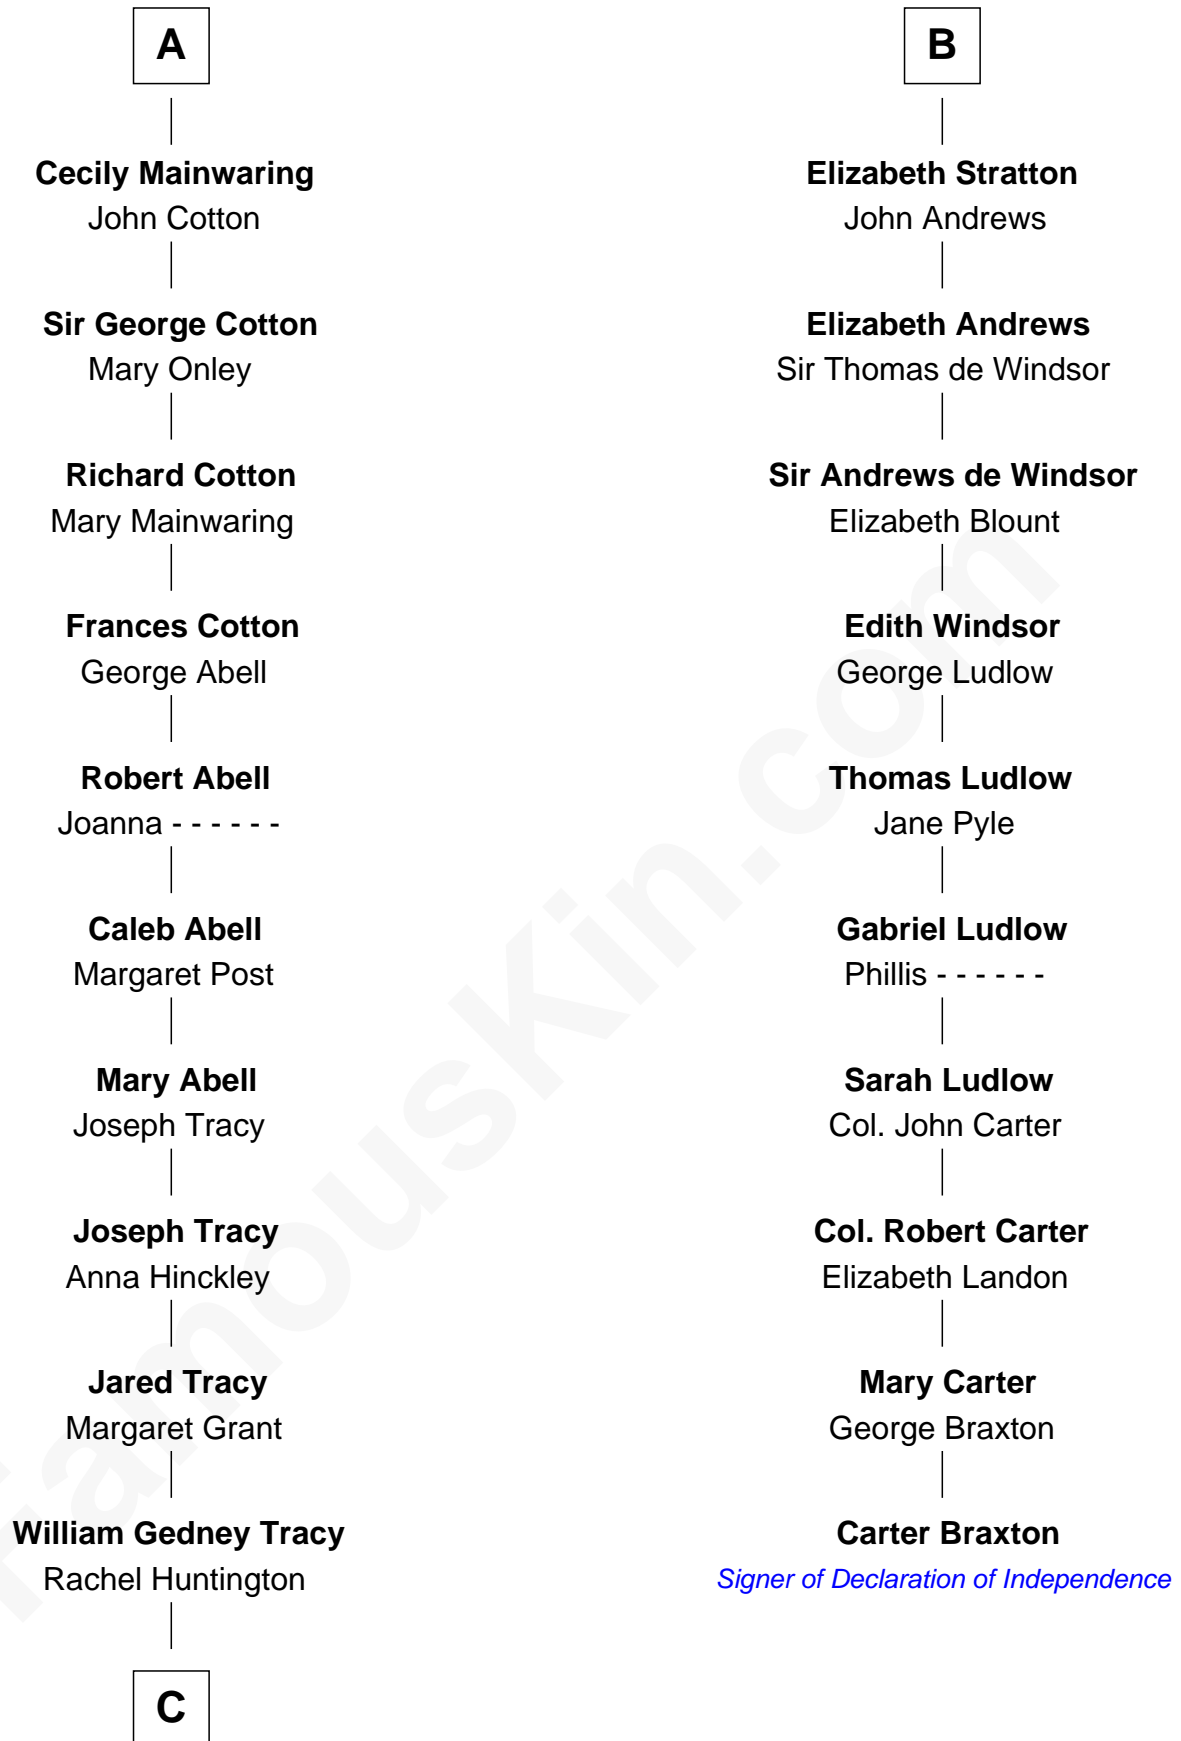 A
Cecily Mainwaring
John Cotton
Sir George Cotton
Mary Onley
Richard Cotton
Mary Mainwaring
Frances Cotton
George Abell
Robert Abell
Joanna - - - - - -
Caleb Abell
Margaret Post
Mary Abell
Joseph Tracy
Joseph Tracy
Anna Hinckley
Jared Tracy
Margaret Grant
William Gedney Tracy
Rachel Huntington
C
B
Elizabeth Stratton
John Andrews
Elizabeth Andrews
Sir Thomas de Windsor
Sir Andrews de Windsor
Elizabeth Blount
Edith Windsor
George Ludlow
Thomas Ludlow
Jane Pyle
Gabriel Ludlow
Phillis - - - - - -
Sarah Ludlow
Col. John Carter
Col. Robert Carter
Elizabeth Landon
Mary Carter
George Braxton
Carter Braxton
Signer of Declaration of Independence
FamousKin.com